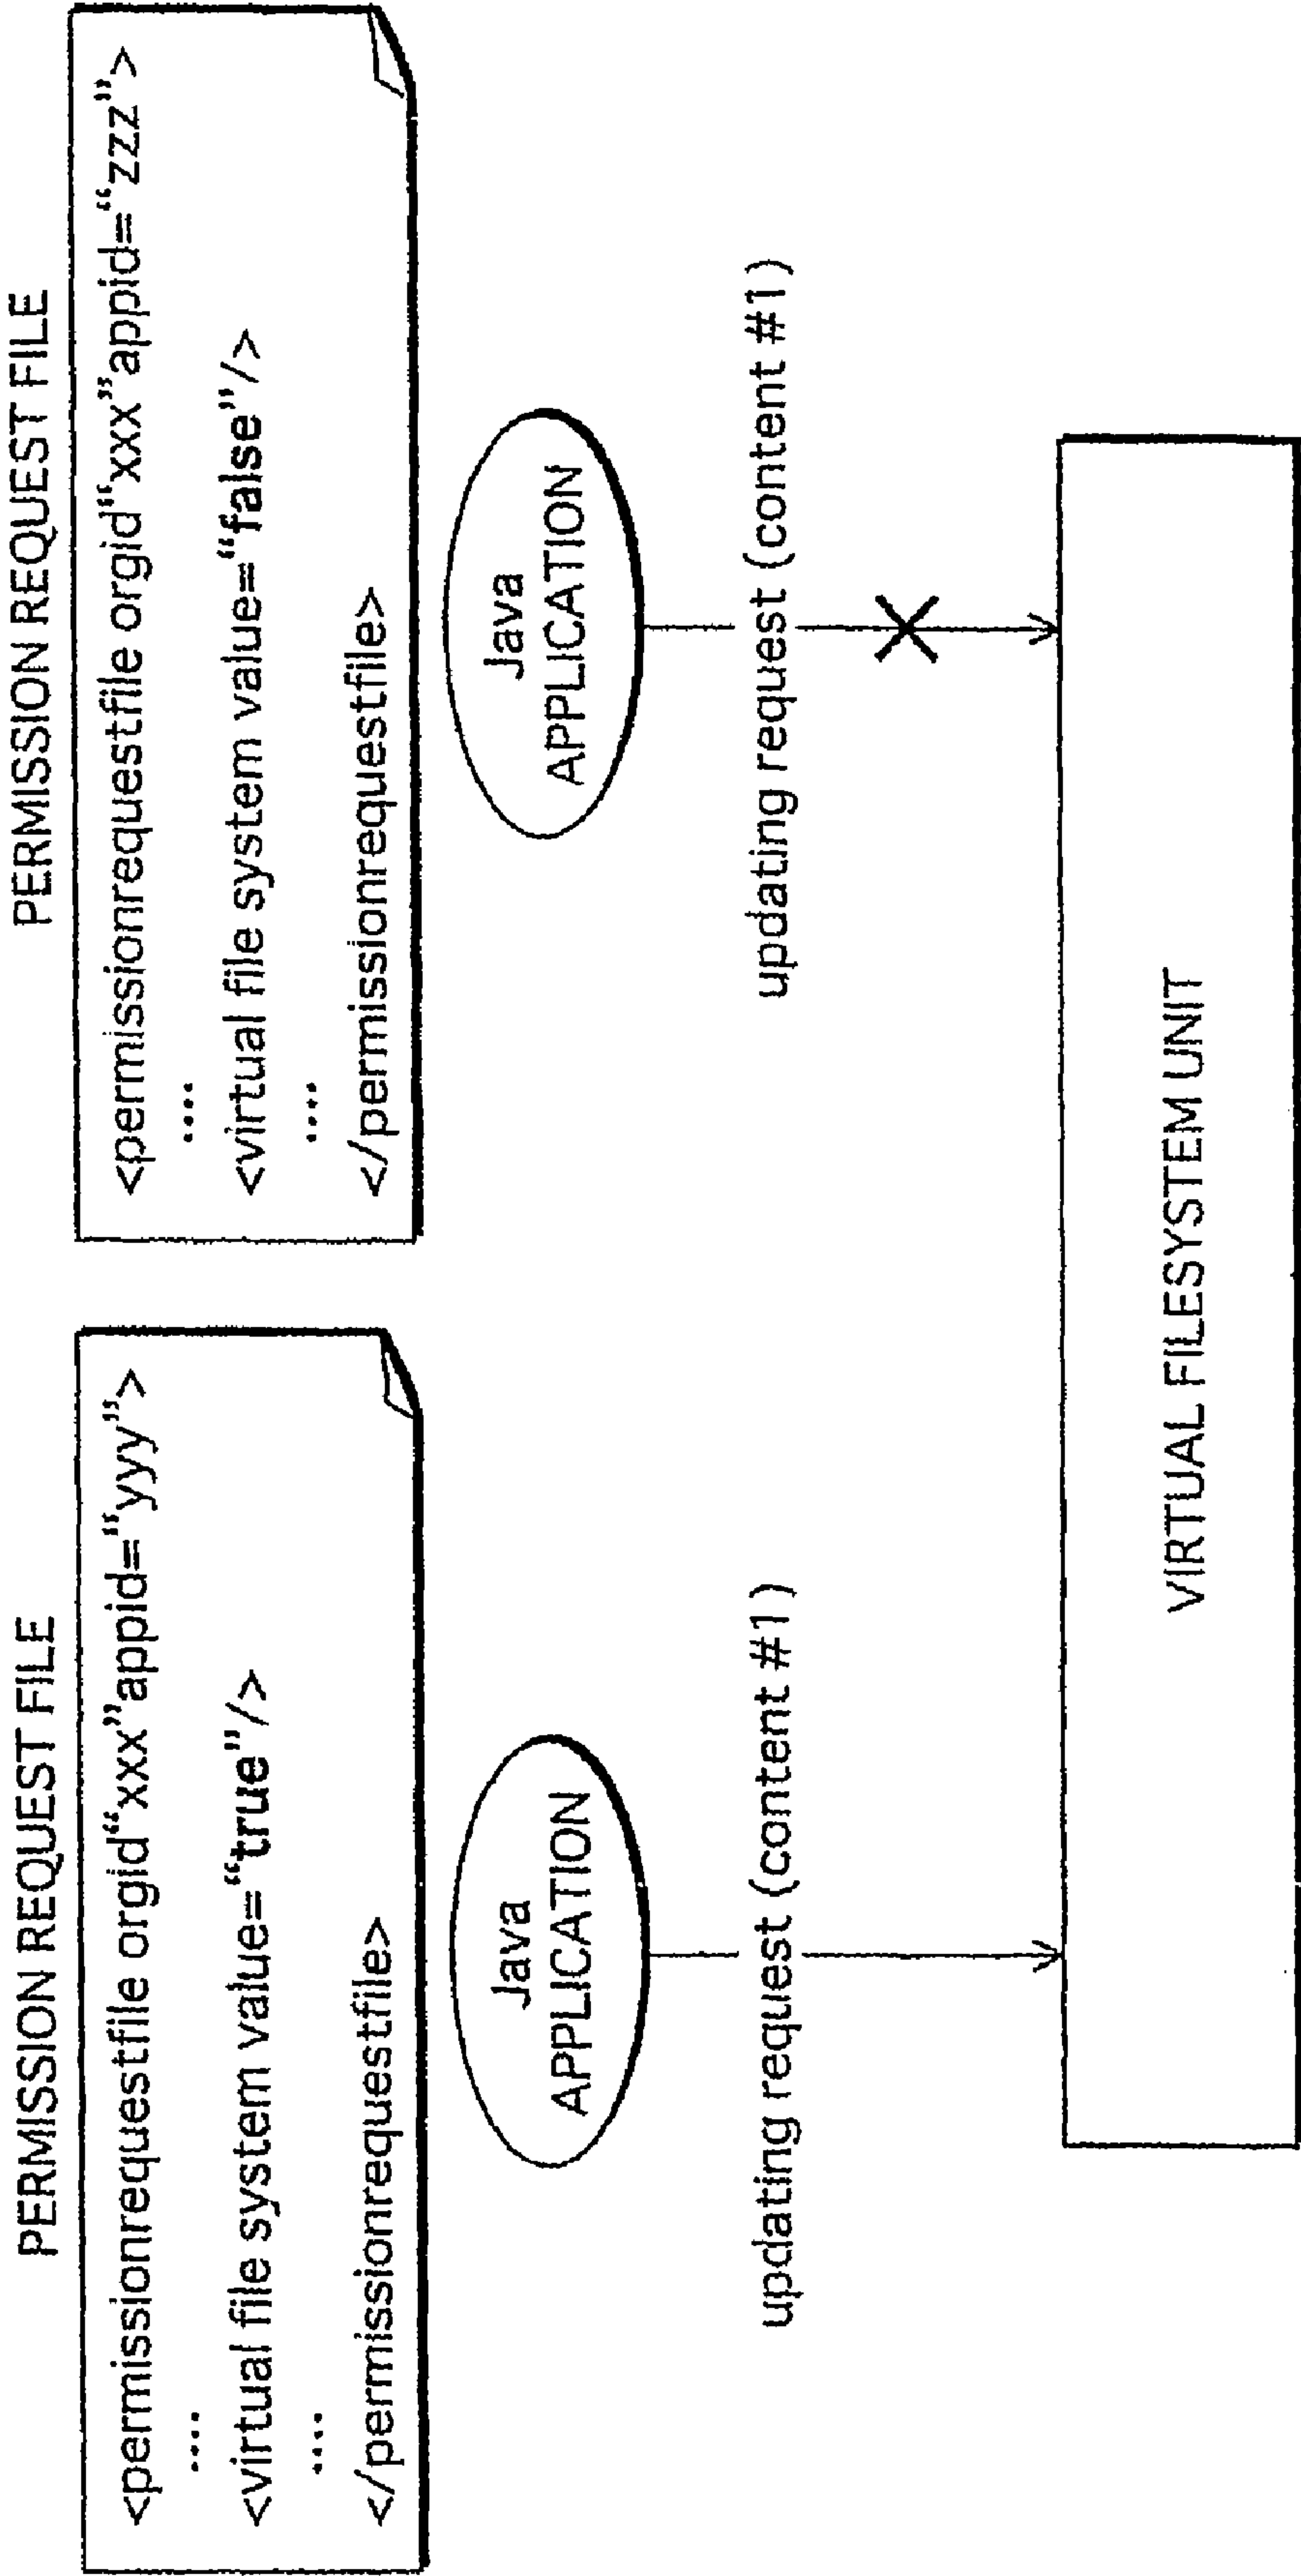 PERMISSION REQUEST FILE
<permissionrequestfile orgid“xxx”appid=“yyy”>
....
<virtual file system value=“true”/>
....
</permissionrequestfile>
Java
APPLICATION
updating request (content #1)
PERMISSION REQUEST FILE
<permissionrequestfile orgid“xxx”appid=“zzz”>
....
<virtual file system value=“false”/>
....
</permissionrequestfile>
Java
APPLICATION
updating request (content #1)
VIRTUAL FILESYSTEM UNIT